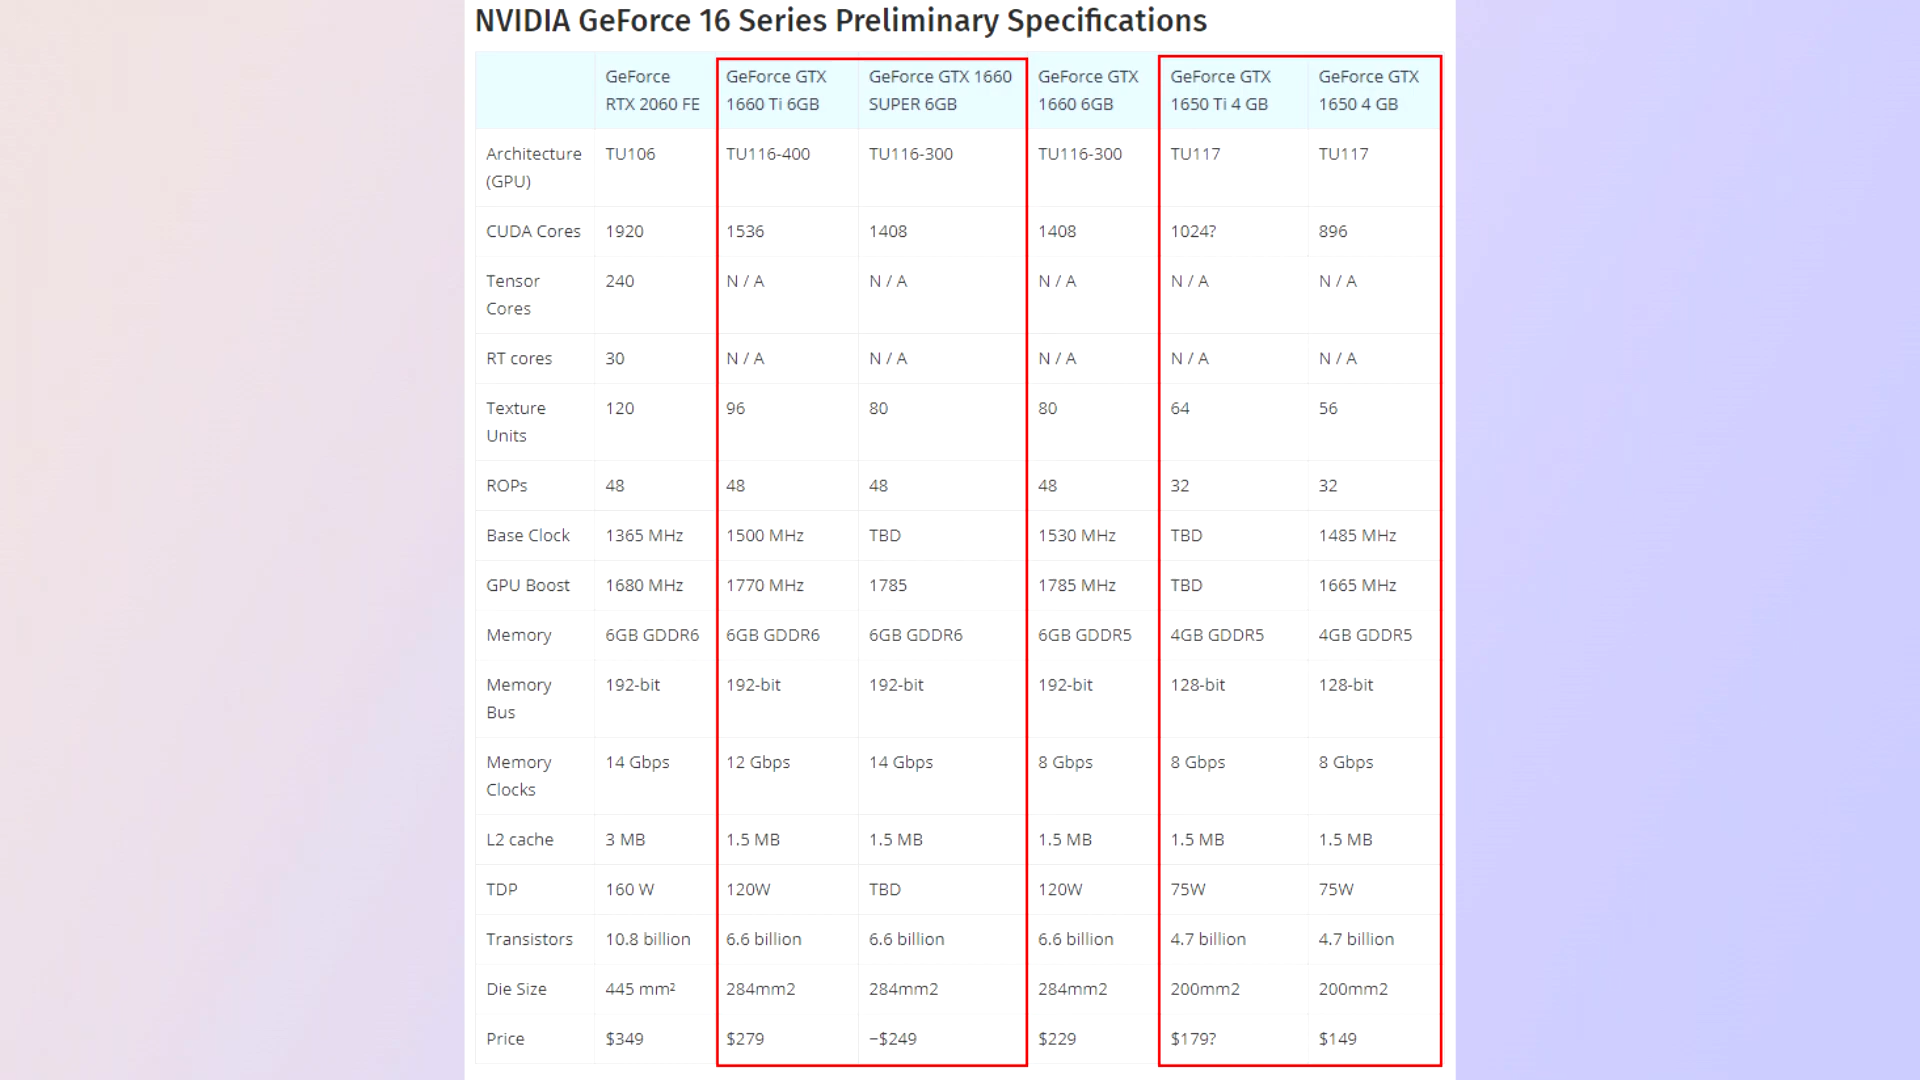 NVIDIA GeForce 16 Series Preliminary Specifications
GeForce RTX 2060 FE GeForce GTX 1660 Ti 6GB GeForce GTX 1660 SUPER 6GB GeForce GTX 1660 6GB GeForce GTX 1650 Ti 4 GB GeForce GTX 1650 4 GB
Architecture (GPU) TU106 TU116-400 TU116-300 TU116-300 TU117 TU117
CUDA Cores 1920 1536 1408 1408 1024? 896
Tensor Cores 240 N / A N / A N / A N / A N / A
RT cores 30 N / A N / A N / A N / A N / A
Texture Units 120 96 80 80 64 56
ROPs 48 48 48 48 32 32
Base Clock 1365 MHz 1500 MHz TBD 1530 MHz TBD 1485 MHz
GPU Boost 1680 MHz 1770 MHz 1785 1785 MHz TBD 1665 MHz
Memory 6GB GDDR6 6GB GDDR6 6GB GDDR6 6GB GDDR5 4GB GDDR5 4GB GDDR5
Memory Bus 192-bit 192-bit 192-bit 192-bit 128-bit 128-bit
Memory Clocks 14 Gbps 12 Gbps 14 Gbps 8 Gbps 8 Gbps 8 Gbps
L2 cache 3 MB 1.5 MB 1.5 MB 1.5 MB 1.5 MB 1.5 MB
TDP 160 W 120W TBD 120W 75W 75W
Transistors 10.8 billion 6.6 billion 6.6 billion 6.6 billion 4.7 billion 4.7 billion
Die Size 445 mm² 284mm2 284mm2 284mm2 200mm2 200mm2
Price $349 $279 ~$249 $229 $179? $149